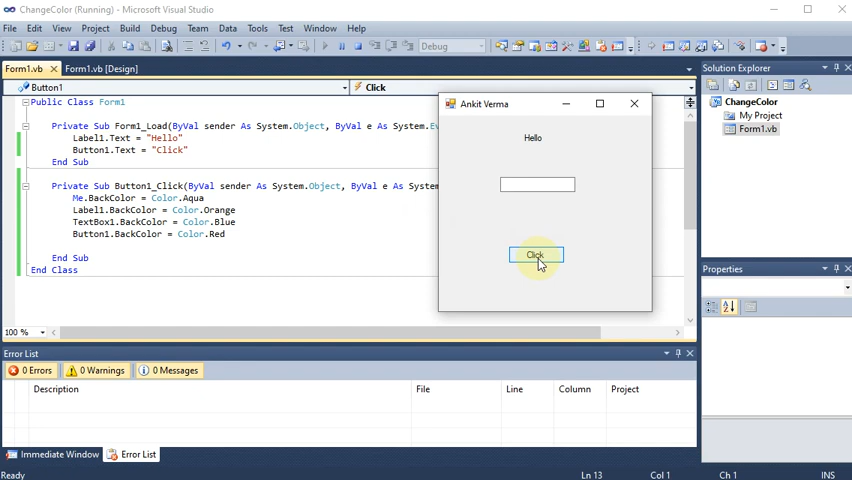 ChangeColor (Running) - Microsoft Visual Studio
File Edit View Project Build Debug Team Data Tools Test Window Help
Debug
Form1.vb Form1.vb [Design]
Button1 Click
Public Class Form1
Private Sub Form1_Load(ByVal sender As System.Object, ByVal e As System.Ev
Label1.Text = "Hello"
Button1.Text = "Click"
End Sub
Private Sub Button1_Click(ByVal sender As System.Object, ByVal e As System.
Me.BackColor = Color.Aqua
Label1.BackColor = Color.Orange
TextBox1.BackColor = Color.Blue
Button1.BackColor = Color.Red
End Sub
End Class
100 %
Ankit Verma
Hello
Click
Solution Explorer
ChangeColor
My Project
Form1.vb
Properties
Error List
0 Errors 0 Warnings 0 Messages
Description File Line Column Project
Immediate Window Error List
Ready Ln 13 Col 1 Ch 1 INS